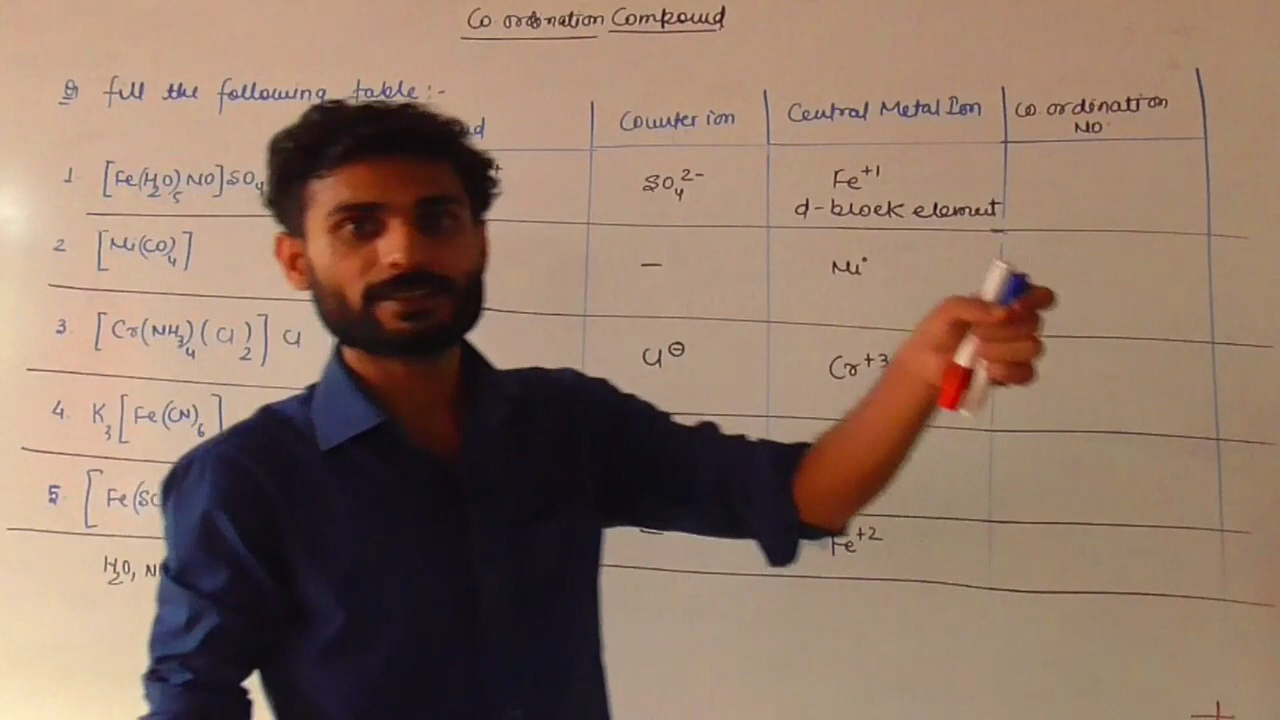 Co ordination Compound
Q fill the following table :-
Counter ion
Central Metal Ion
Co ordination NO.
1 [Fe(H2O)5 NO]SO4
SO4 2-
Fe+1
d-block element
2 [Ni(CO)4]
—
Ni°
3. [Cr(NH3)4(Cl)2] Cl
Cl⊖
Cr+3
4. K3[Fe(CN)6]
5. [Fe(SC
—
Fe+2
H2O, N